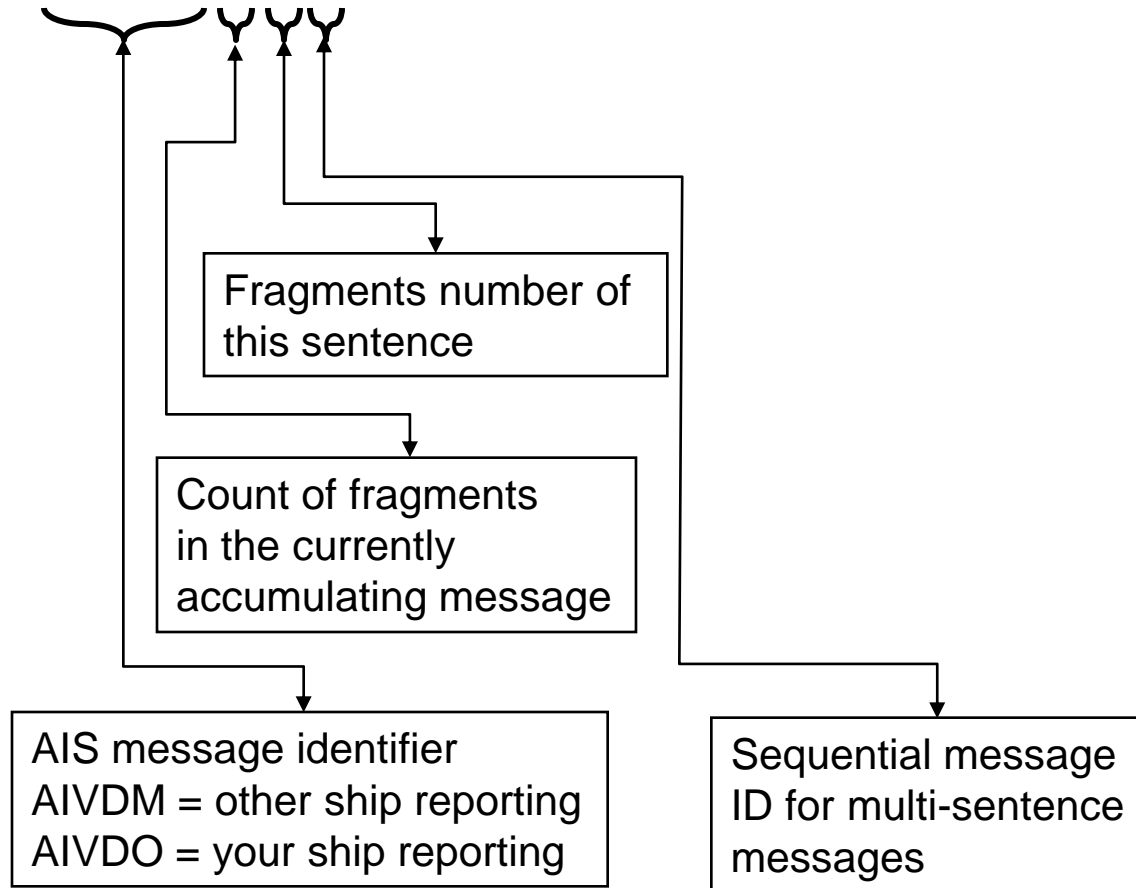 Fragments number of
this sentence
Count of fragments
in the currently
accumulating message
AIS message identifier
AIVDM = other ship reporting
AIVDO = your ship reporting
Sequential message
ID for multi-sentence
messages